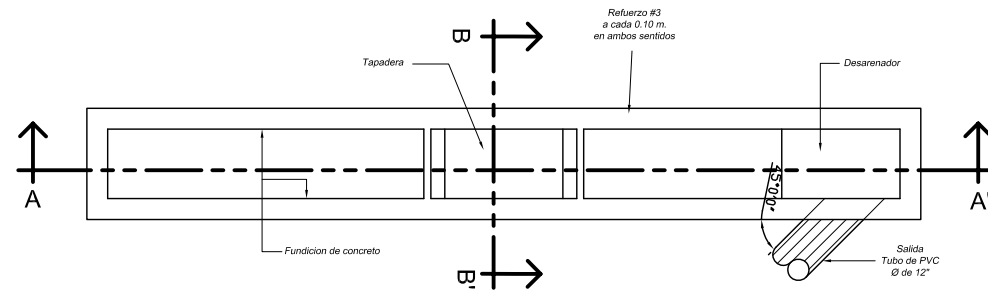 Refuerzo #3
a cada 0.10 m.
en ambos sentidos
B
Tapadera
Desarenador
A
A'
45°0'0"
Fundicion de concreto
B'
Salida
Tubo de PVC
Ø de 12"